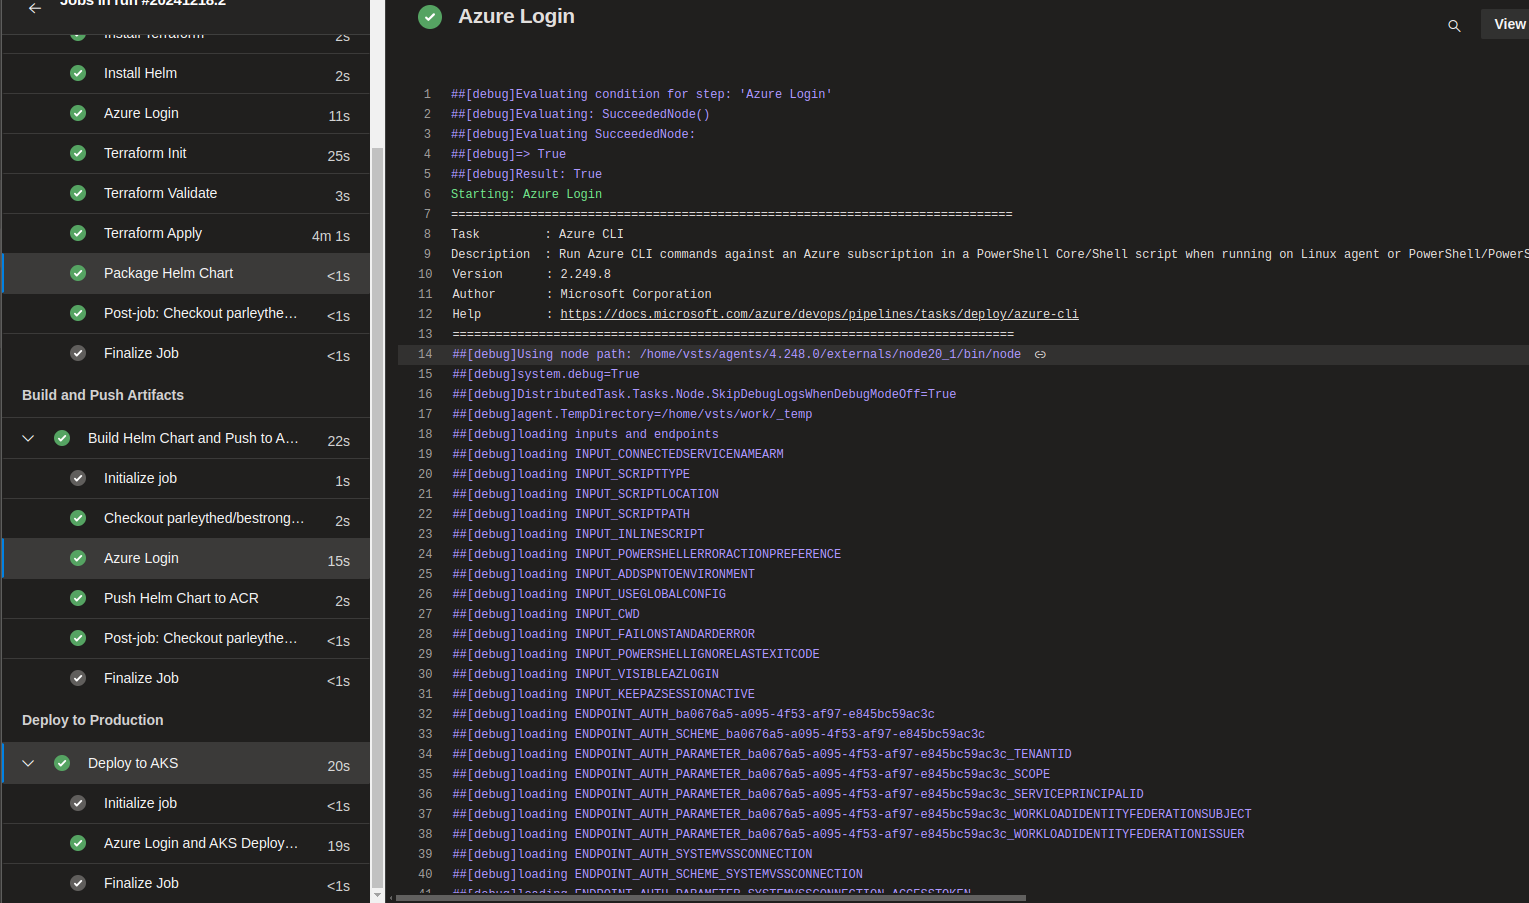 Jobs in run #20241218.2
Install Terraform
2s
Install Helm
2s
Azure Login
11s
Terraform Init
25s
Terraform Validate
3s
Terraform Apply
4m 1s
Package Helm Chart
<1s
Post-job: Checkout parleythe…
<1s
Finalize Job
<1s
Build and Push Artifacts
Build Helm Chart and Push to A…
22s
Initialize job
1s
Checkout parleythed/bestrong…
2s
Azure Login
15s
Push Helm Chart to ACR
2s
Post-job: Checkout parleythe…
<1s
Finalize Job
<1s
Deploy to Production
Deploy to AKS
20s
Initialize job
<1s
Azure Login and AKS Deploy…
19s
Finalize Job
<1s
Azure Login
View
1 ##[debug]Evaluating condition for step: 'Azure Login'
2 ##[debug]Evaluating: SucceededNode()
3 ##[debug]Evaluating SucceededNode:
4 ##[debug]=> True
5 ##[debug]Result: True
6 Starting: Azure Login
7 ==============================================================================
8 Task         : Azure CLI
9 Description  : Run Azure CLI commands against an Azure subscription in a PowerShell Core/Shell script when running on Linux agent or PowerShell/PowerS
10 Version      : 2.249.8
11 Author       : Microsoft Corporation
12 Help         : https://docs.microsoft.com/azure/devops/pipelines/tasks/deploy/azure-cli
13 ==============================================================================
14 ##[debug]Using node path: /home/vsts/agents/4.248.0/externals/node20_1/bin/node
15 ##[debug]system.debug=True
16 ##[debug]DistributedTask.Tasks.Node.SkipDebugLogsWhenDebugModeOff=True
17 ##[debug]agent.TempDirectory=/home/vsts/work/_temp
18 ##[debug]loading inputs and endpoints
19 ##[debug]loading INPUT_CONNECTEDSERVICENAMEARM
20 ##[debug]loading INPUT_SCRIPTTYPE
21 ##[debug]loading INPUT_SCRIPTLOCATION
22 ##[debug]loading INPUT_SCRIPTPATH
23 ##[debug]loading INPUT_INLINESCRIPT
24 ##[debug]loading INPUT_POWERSHELLERRORACTIONPREFERENCE
25 ##[debug]loading INPUT_ADDSPNTOENVIRONMENT
26 ##[debug]loading INPUT_USEGLOBALCONFIG
27 ##[debug]loading INPUT_CWD
28 ##[debug]loading INPUT_FAILONSTANDARDERROR
29 ##[debug]loading INPUT_POWERSHELLIGNORELASTEXITCODE
30 ##[debug]loading INPUT_VISIBLEAZLOGIN
31 ##[debug]loading INPUT_KEEPAZSESSIONACTIVE
32 ##[debug]loading ENDPOINT_AUTH_ba0676a5-a095-4f53-af97-e845bc59ac3c
33 ##[debug]loading ENDPOINT_AUTH_SCHEME_ba0676a5-a095-4f53-af97-e845bc59ac3c
34 ##[debug]loading ENDPOINT_AUTH_PARAMETER_ba0676a5-a095-4f53-af97-e845bc59ac3c_TENANTID
35 ##[debug]loading ENDPOINT_AUTH_PARAMETER_ba0676a5-a095-4f53-af97-e845bc59ac3c_SCOPE
36 ##[debug]loading ENDPOINT_AUTH_PARAMETER_ba0676a5-a095-4f53-af97-e845bc59ac3c_SERVICEPRINCIPALID
37 ##[debug]loading ENDPOINT_AUTH_PARAMETER_ba0676a5-a095-4f53-af97-e845bc59ac3c_WORKLOADIDENTITYFEDERATIONSUBJECT
38 ##[debug]loading ENDPOINT_AUTH_PARAMETER_ba0676a5-a095-4f53-af97-e845bc59ac3c_WORKLOADIDENTITYFEDERATIONISSUER
39 ##[debug]loading ENDPOINT_AUTH_SYSTEMVSSCONNECTION
40 ##[debug]loading ENDPOINT_AUTH_SCHEME_SYSTEMVSSCONNECTION
41 ##[debug]loading ENDPOINT_AUTH_PARAMETER_SYSTEMVSSCONNECTION_ACCESSTOKEN